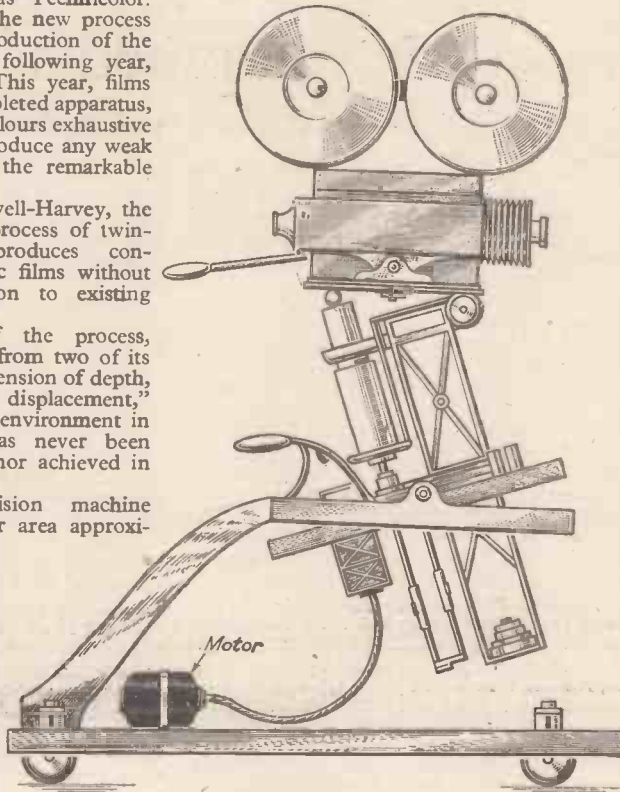 as Technicolor.
he new process
oduction of the
following year,
This year, films
pleted apparatus,
lours exhaustive
oduce any weak
the remarkable
vell-Harvey, the
rocess of twin-
produces con-
c films without
on to existing
f the process,
from two of its
ension of depth,
displacement,”
environment in
as never been
nor achieved in
ision machine
r area approxi-
Motor